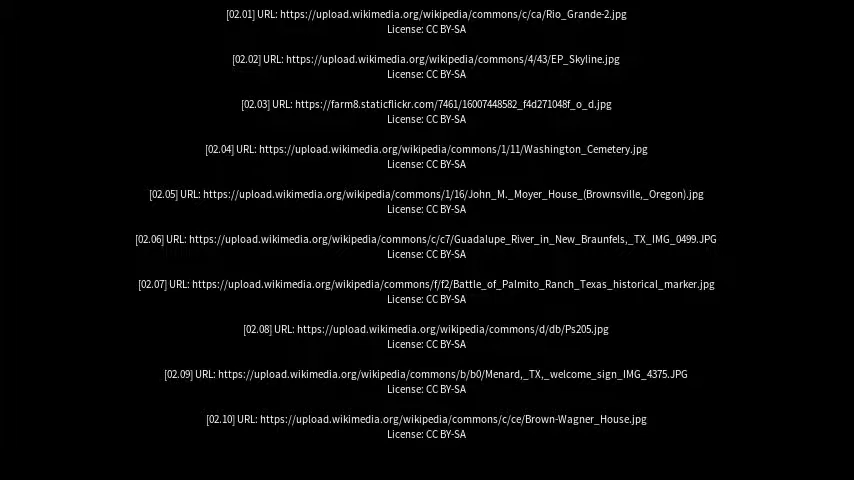 [02.01] URL: https://upload.wikimedia.org/wikipedia/commons/c/ca/Rio_Grande-2.jpg
License: CC BY-SA
[02.02] URL: https://upload.wikimedia.org/wikipedia/commons/4/43/EP_Skyline.jpg
License: CC BY-SA
[02.03] URL: https://farm8.staticflickr.com/7461/16007448582_f4d271048f_o_d.jpg
License: CC BY-SA
[02.04] URL: https://upload.wikimedia.org/wikipedia/commons/1/11/Washington_Cemetery.jpg
License: CC BY-SA
[02.05] URL: https://upload.wikimedia.org/wikipedia/commons/1/16/John_M._Moyer_House_(Brownsville,_Oregon).jpg
License: CC BY-SA
[02.06] URL: https://upload.wikimedia.org/wikipedia/commons/c/c7/Guadalupe_River_in_New_Braunfels,_TX_IMG_0499.JPG
License: CC BY-SA
[02.07] URL: https://upload.wikimedia.org/wikipedia/commons/f/f2/Battle_of_Palmito_Ranch_Texas_historical_marker.jpg
License: CC BY-SA
[02.08] URL: https://upload.wikimedia.org/wikipedia/commons/d/db/Ps205.jpg
License: CC BY-SA
[02.09] URL: https://upload.wikimedia.org/wikipedia/commons/b/b0/Menard,_TX,_welcome_sign_IMG_4375.JPG
License: CC BY-SA
[02.10] URL: https://upload.wikimedia.org/wikipedia/commons/c/ce/Brown-Wagner_House.jpg
License: CC BY-SA